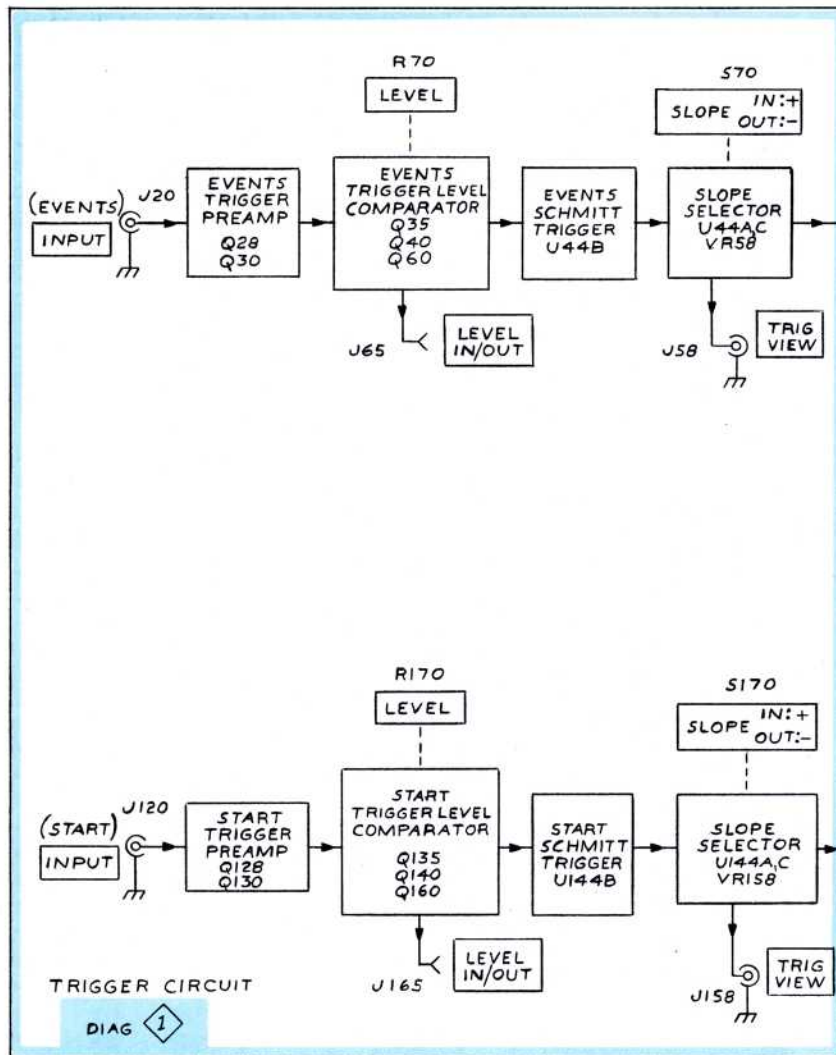 R70
LEVEL
S70
SLOPE IN:+
OUT:-
(EVENTS)
INPUT
J20
EVENTS
TRIGGER
PREAMP
Q28
Q30
EVENTS
TRIGGER LEVEL
COMPARATOR
Q35
Q40
Q60
EVENTS
SCHMITT
TRIGGER
U44B
SLOPE
SELECTOR
U44A,C
VR58
J65
LEVEL
IN/OUT
J58
TRIG
VIEW
R170
LEVEL
S170
SLOPE IN:+
OUT:-
(START)
INPUT
J120
START
TRIGGER
PREAMP
Q128
Q130
START
TRIGGER LEVEL
COMPARATOR
Q135
Q140
Q160
START
SCHMITT
TRIGGER
U144B
SLOPE
SELECTOR
U144A,C
VR158
J165
LEVEL
IN/OUT
J158
TRIG
VIEW
TRIGGER CIRCUIT
DIAG 1